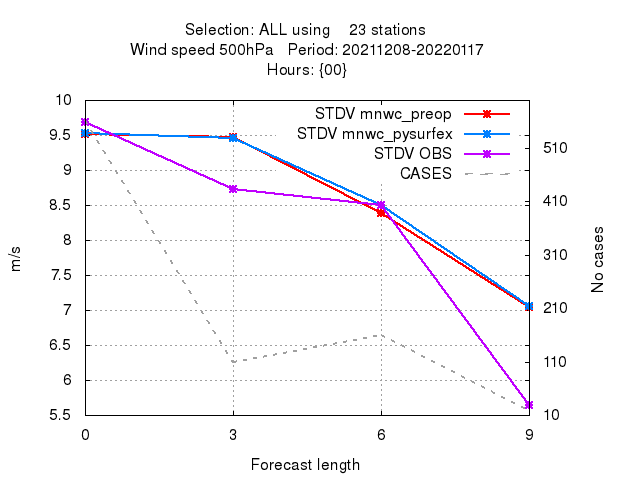 Selection: ALL using    23 stations
Wind speed 500hPa   Period: 20211208-20220117
Hours: {00}
STDV mnwc_preop
STDV mnwc_pysurfex
STDV OBS
CASES
10
9.5
9
8.5
8
7.5
7
6.5
6
5.5
m/s
510
410
310
210
110
10
No cases
0 3 6 9
Forecast length